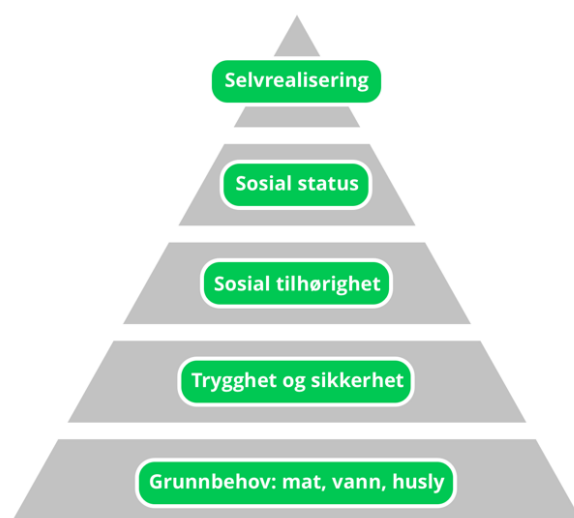 Selvrealisering
Sosial status
Sosial tilhørighet
Trygghet og sikkerhet
Grunnbehov: mat, vann, husly